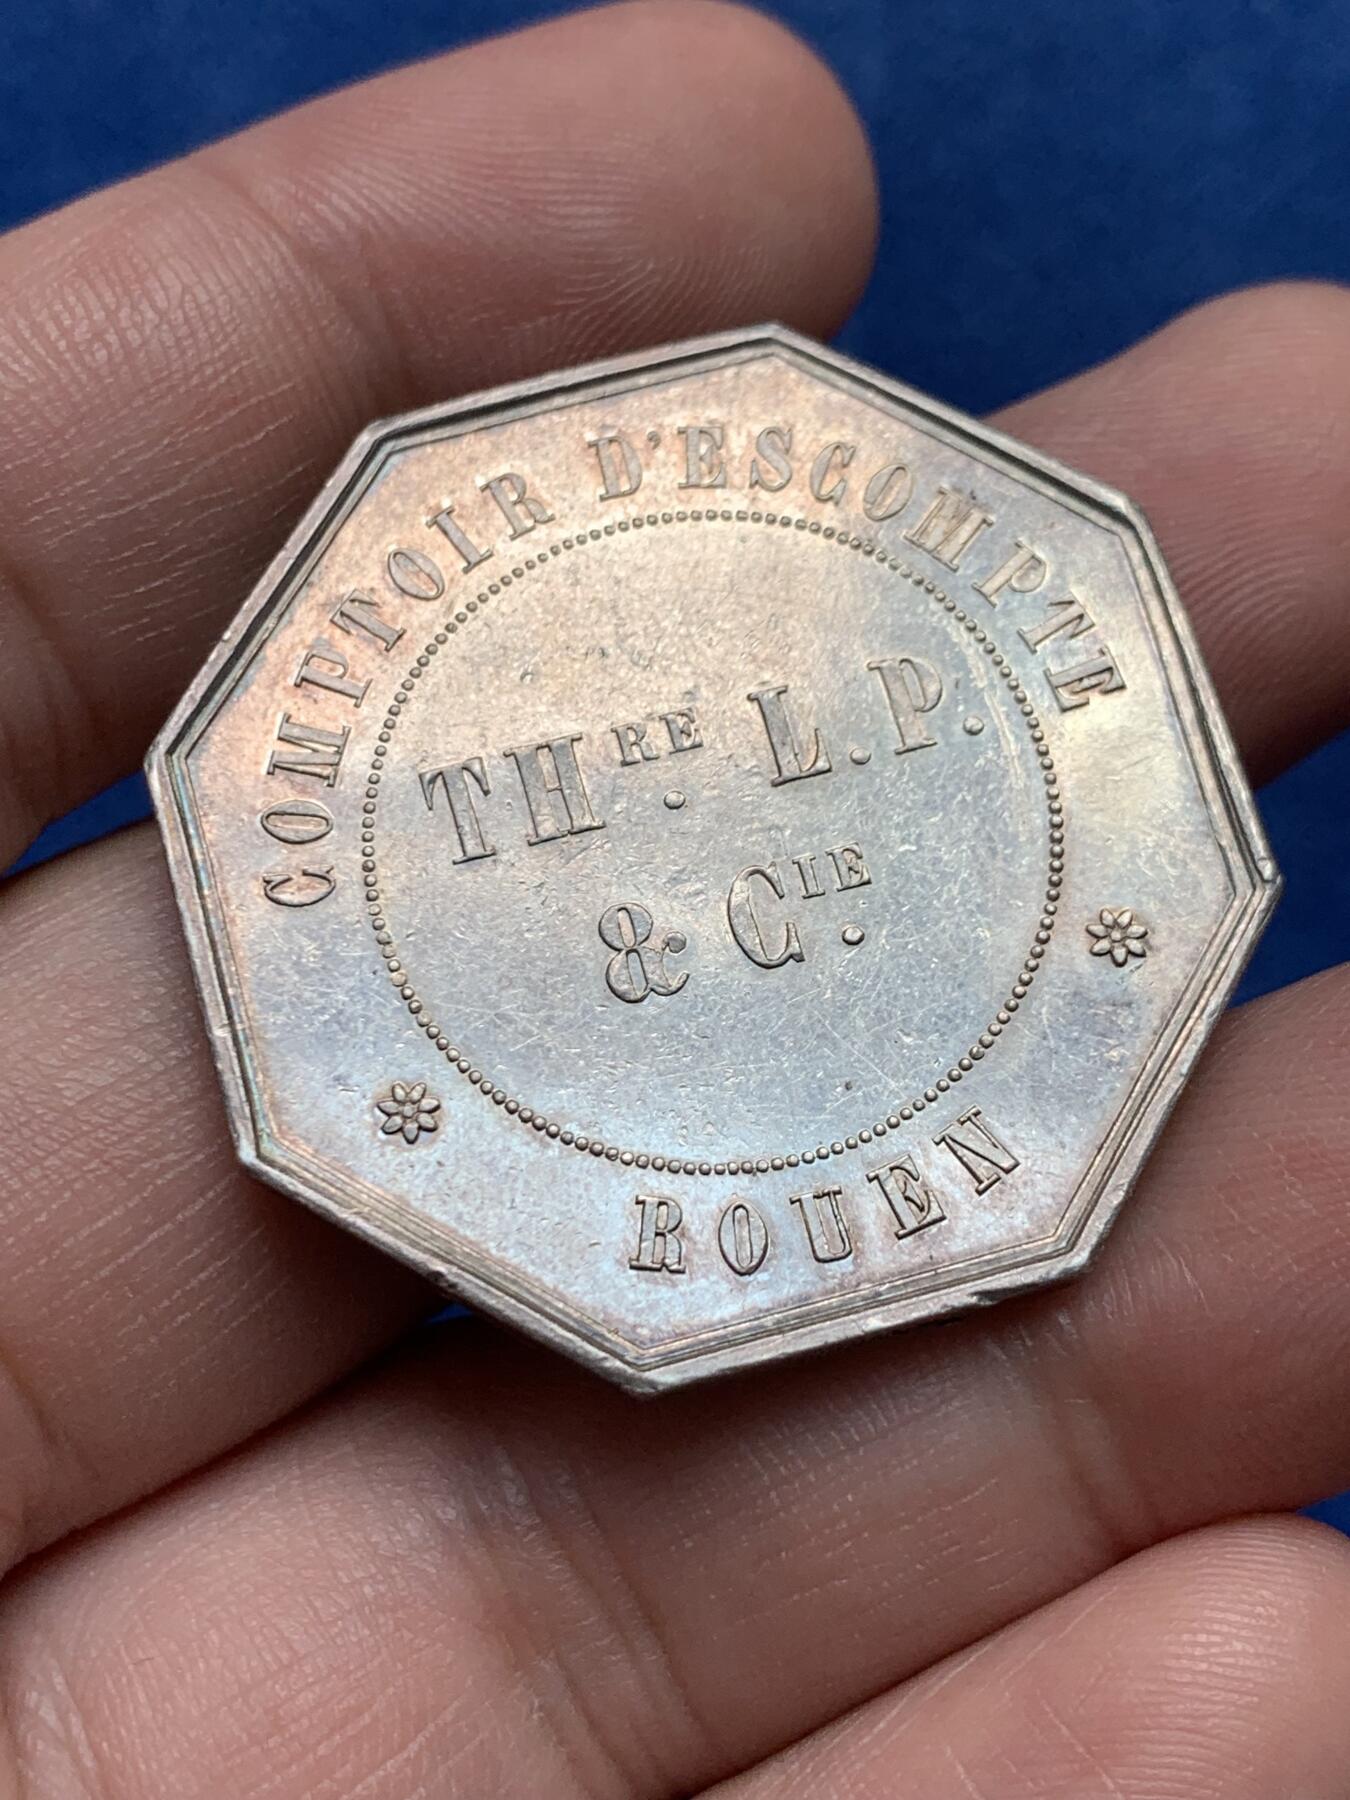 COMPTOIR D'ESCOMPTE
THRE. L. P.
& CIE.
ROUEN